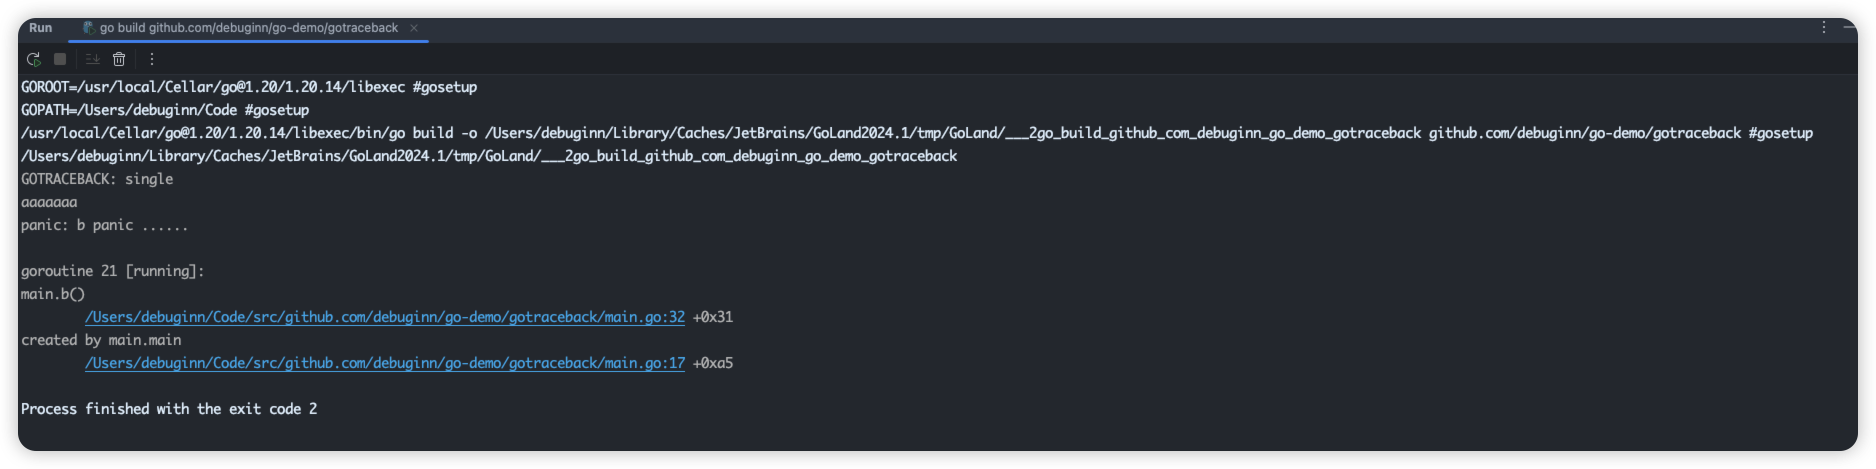 Run go build github.com/debuginn/go-demo/gotraceback
GOROOT=/usr/local/Cellar/go@1.20/1.20.14/libexec #gosetup
GOPATH=/Users/debuginn/Code #gosetup
/usr/local/Cellar/go@1.20/1.20.14/libexec/bin/go build -o /Users/debuginn/Library/Caches/JetBrains/GoLand2024.1/tmp/GoLand/___2go_build_github_com_debuginn_go_demo_gotraceback github.com/debuginn/go-demo/gotraceback #gosetup
/Users/debuginn/Library/Caches/JetBrains/GoLand2024.1/tmp/GoLand/___2go_build_github_com_debuginn_go_demo_gotraceback
GOTRACEBACK: single
aaaaaaa
panic: b panic ......
goroutine 21 [running]:
main.b()
/Users/debuginn/Code/src/github.com/debuginn/go-demo/gotraceback/main.go:32 +0x31
created by main.main
/Users/debuginn/Code/src/github.com/debuginn/go-demo/gotraceback/main.go:17 +0xa5
Process finished with the exit code 2